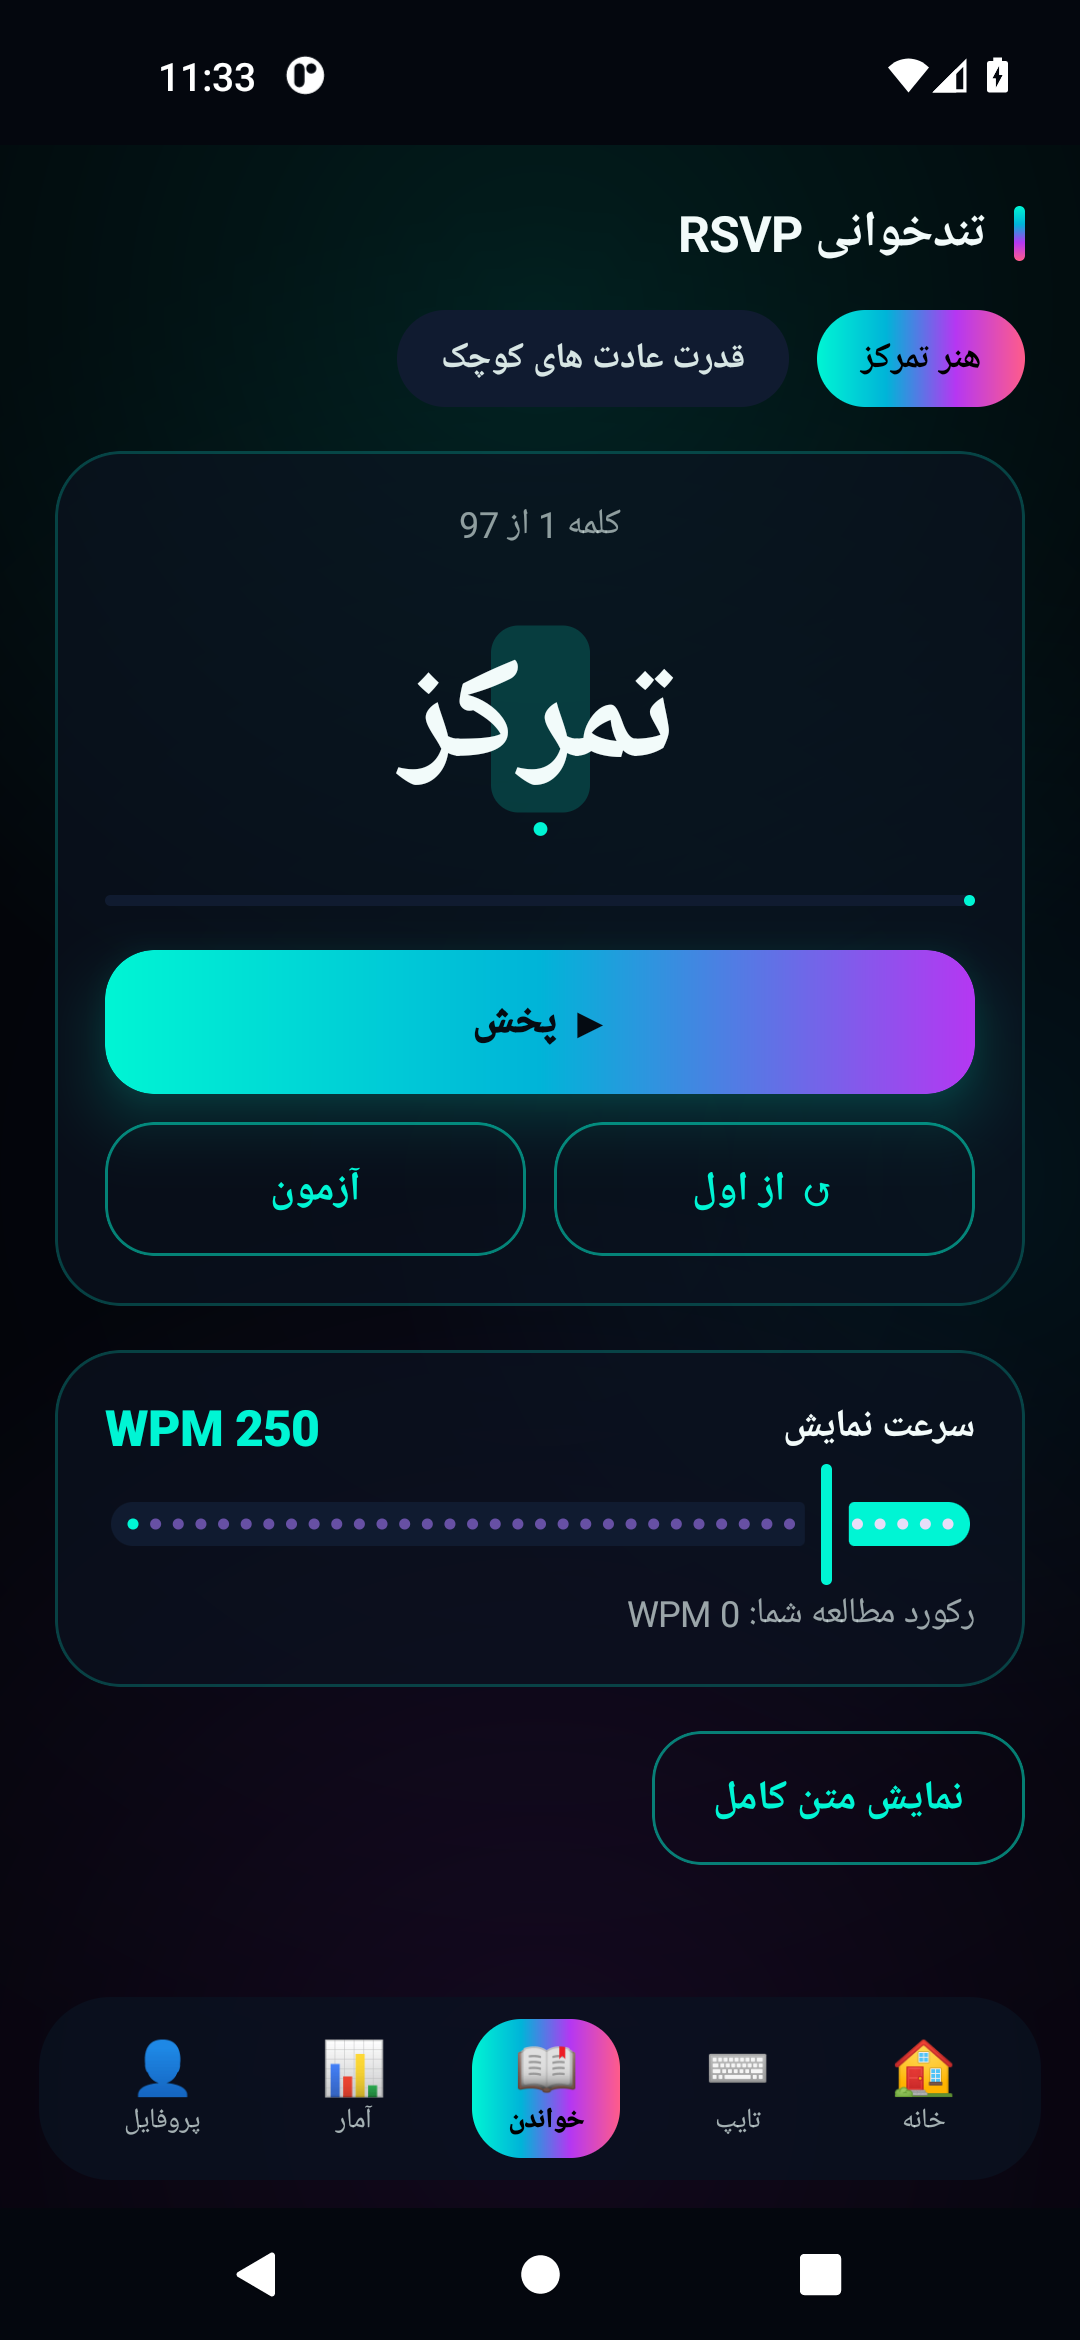 11:33
تندخوانی RSVP
هنر تمرکز
قدرت عادت های کوچک
کلمه 1 از 97
تمرکز
▶ پخش
↺ از اول
آزمون
سرعت نمایش
250 WPM
رکورد مطالعه شما: 0 WPM
نمایش متن کامل
خانه
تایپ
خواندن
آمار
پروفایل